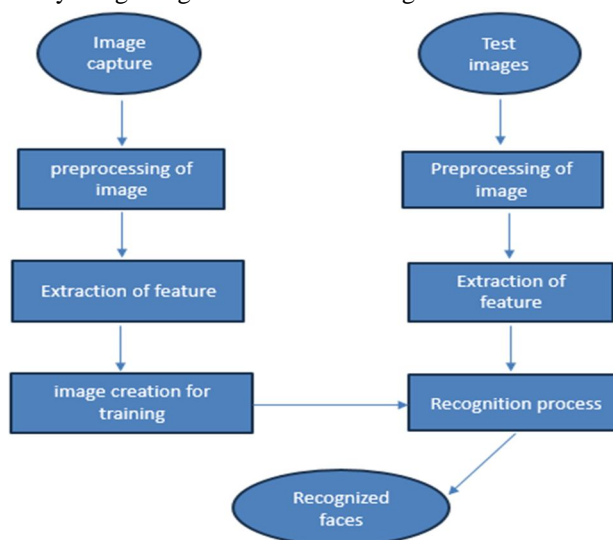 Image
capture
Test
images
preprocessing of
image
Preprocessing of
image
Extraction of feature
Extraction of
feature
image creation for
training
Recognition process
Recognized
faces